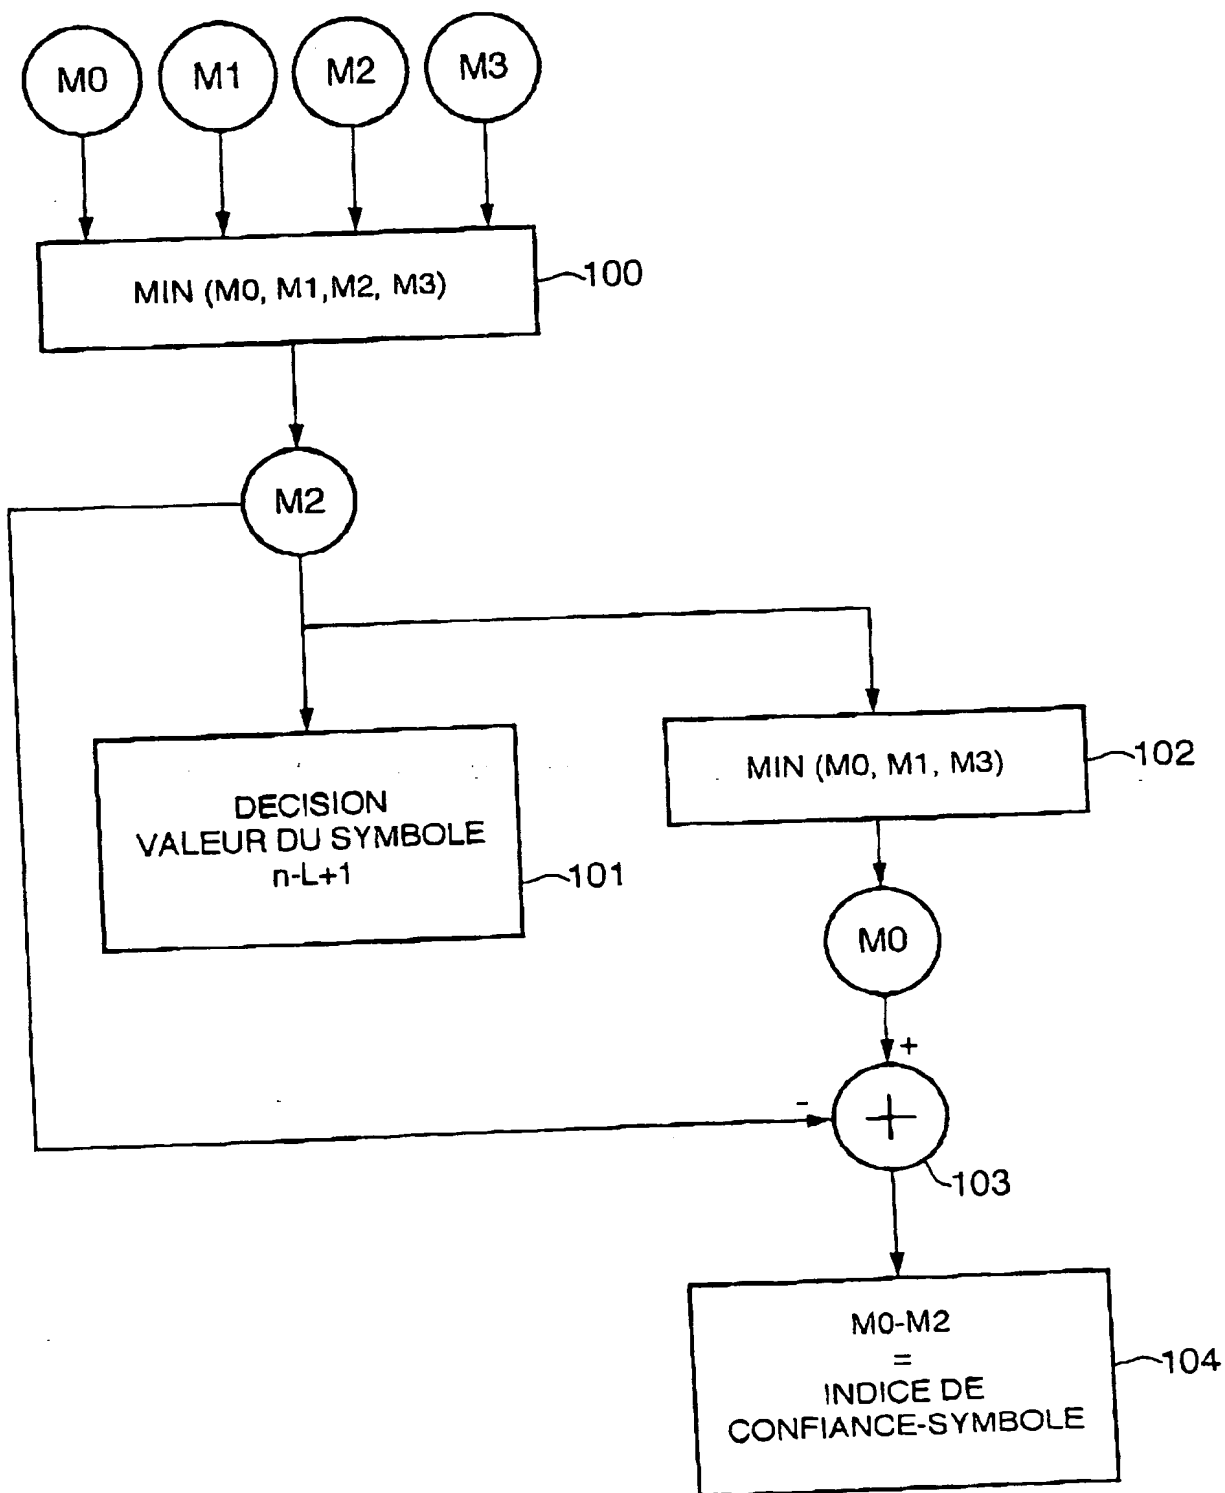 M0 M1 M2 M3
MIN (M0, M1,M2, M3)
100
M2
DECISION
VALEUR DU SYMBOLE
n-L+1
101
MIN (M0, M1, M3)
102
M0
+
-
+
103
M0-M2
=
INDICE DE
CONFIANCE-SYMBOLE
104